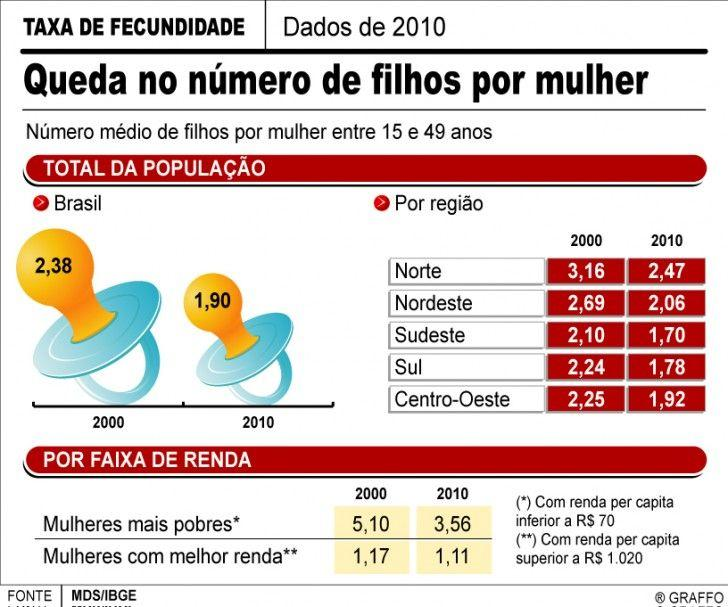 TAXA DE FECUNDIDADE Dados de 2010
Queda no número de filhos por mulher
Número médio de filhos por mulher entre 15 e 49 anos
TOTAL DA POPULAÇÃO
Brasil
2,38
1,90
2000 2010
Por região
2000 2010
Norte 3,16 2,47
Nordeste 2,69 2,06
Sudeste 2,10 1,70
Sul 2,24 1,78
Centro-Oeste 2,25 1,92
POR FAIXA DE RENDA
2000 2010
Mulheres mais pobres* 5,10 3,56
Mulheres com melhor renda** 1,17 1,11
(*) Com renda per capita
inferior a R$ 70
(**) Com renda per capita
superior a R$ 1.020
FONTE MDS/IBGE
® GRAFFO